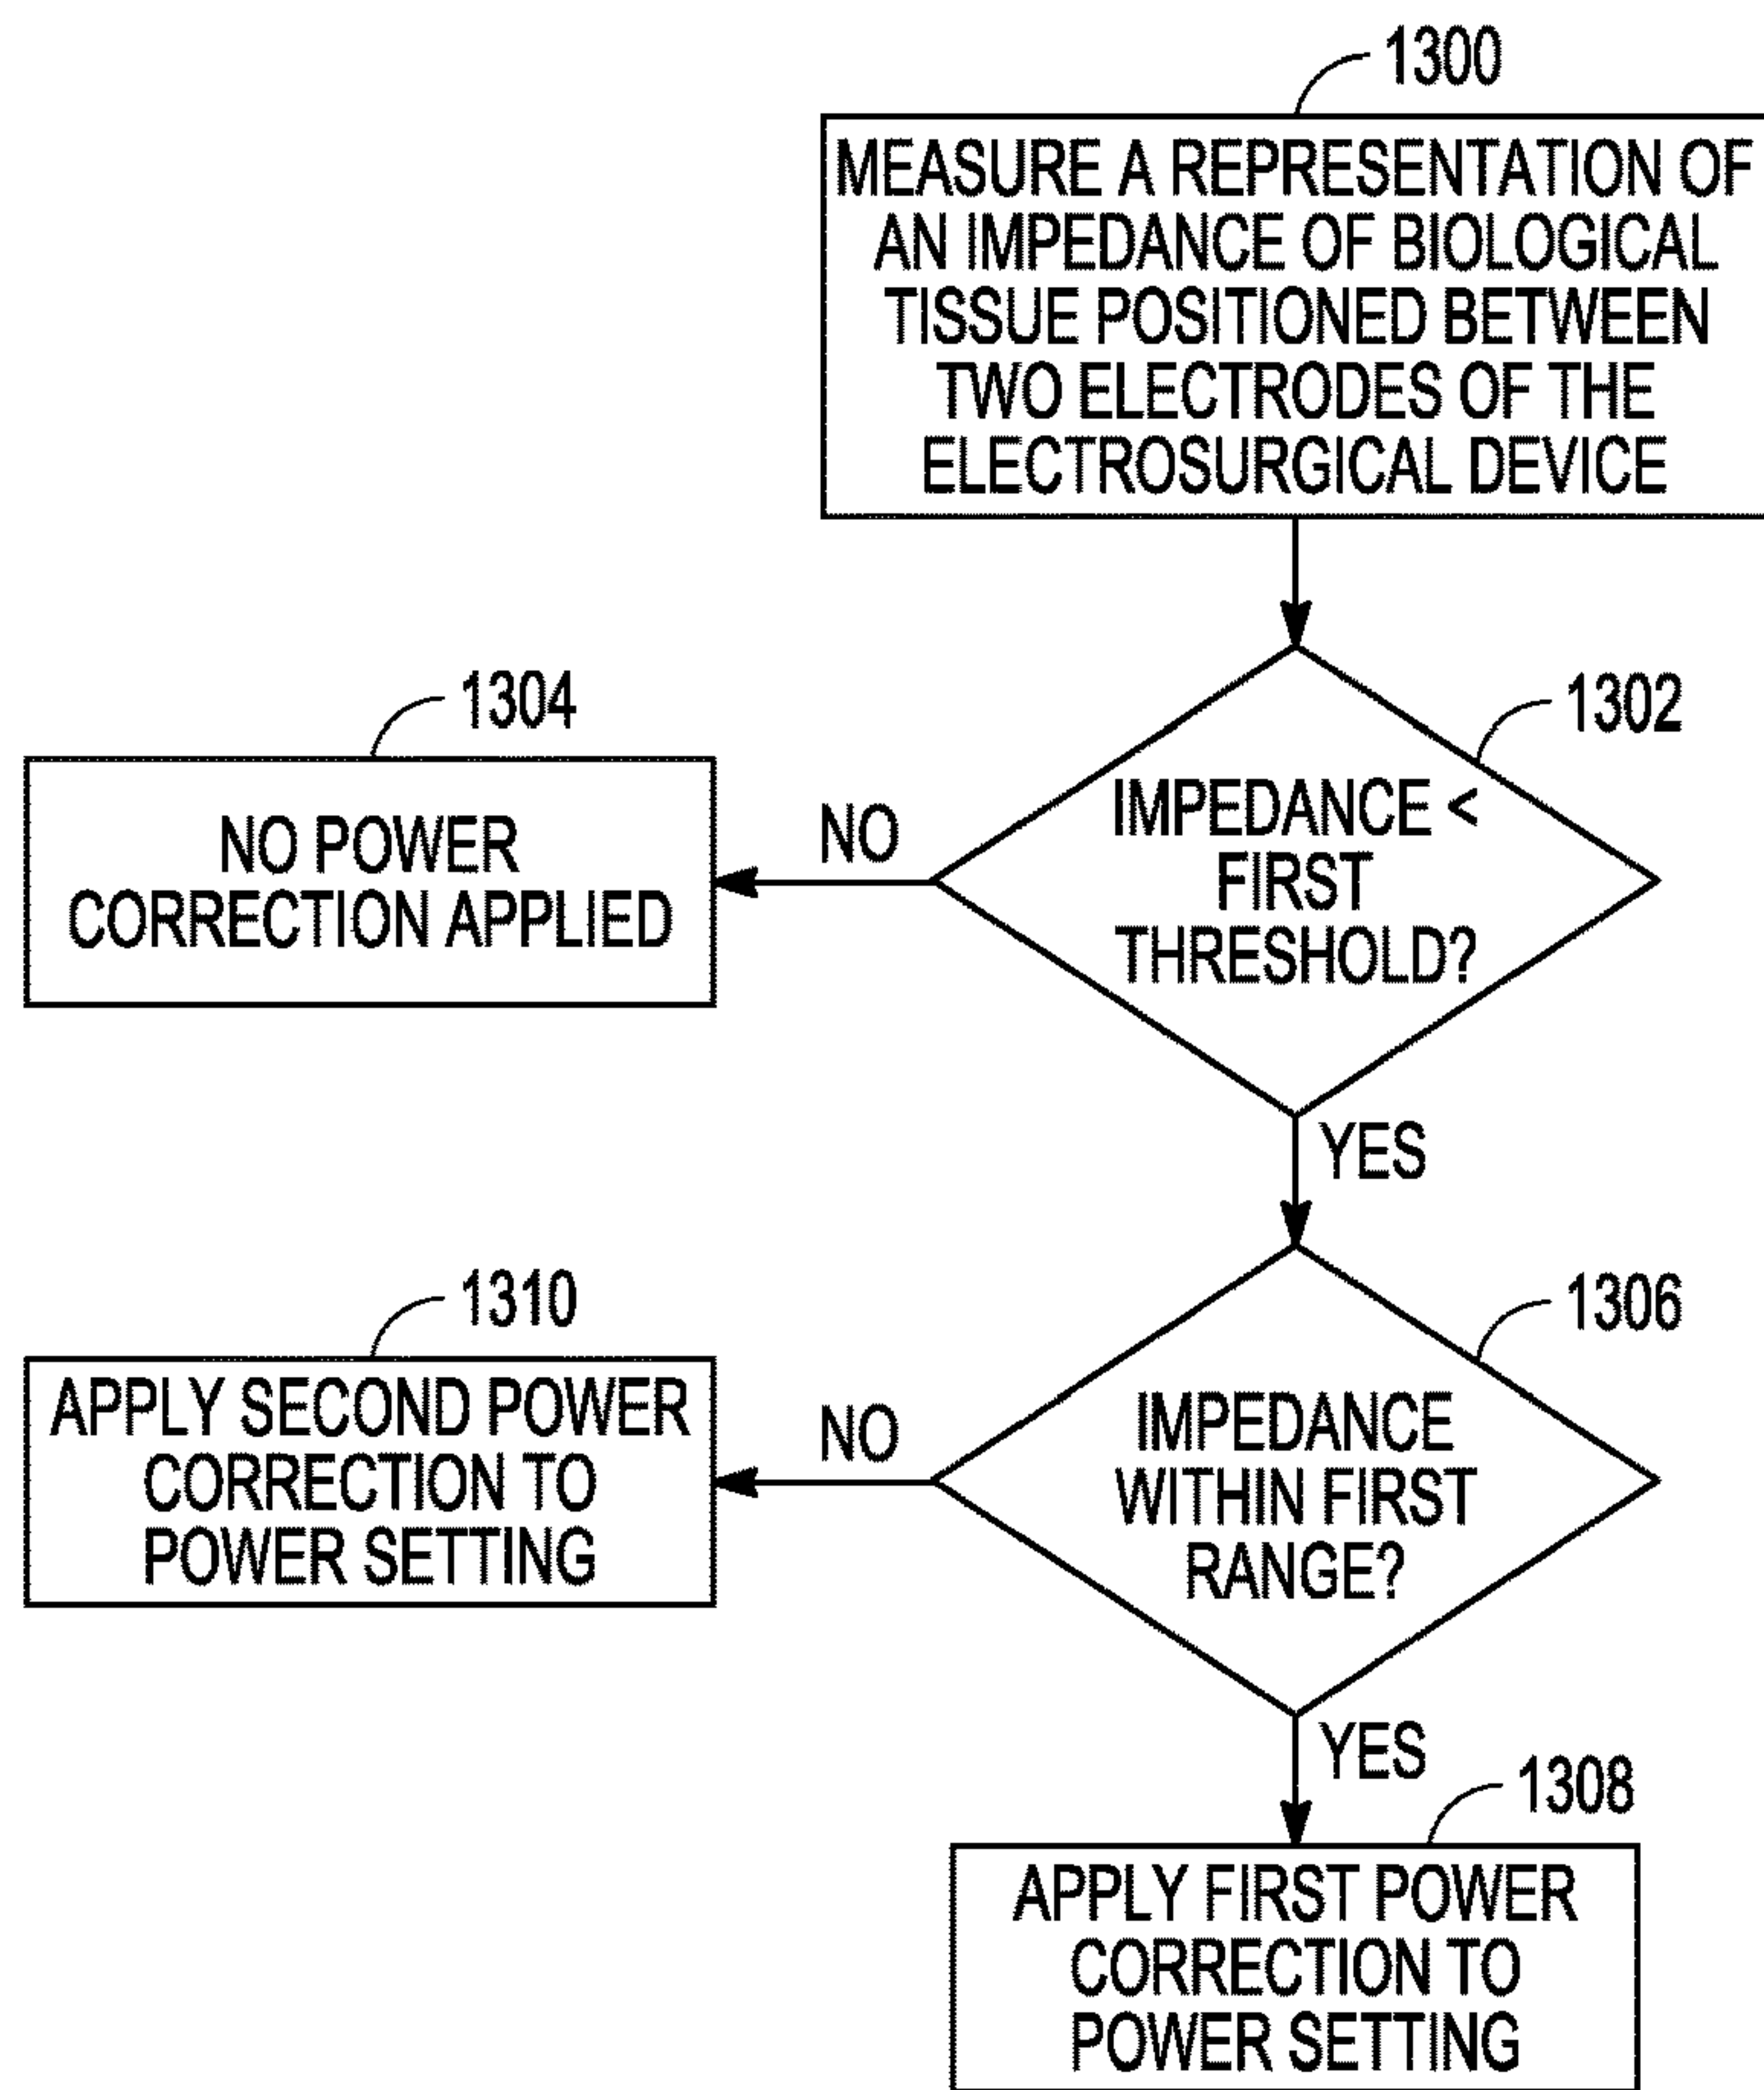 1300
MEASURE A REPRESENTATION OF
AN IMPEDANCE OF BIOLOGICAL
TISSUE POSITIONED BETWEEN
TWO ELECTRODES OF THE
ELECTROSURGICAL DEVICE
1304
NO POWER
CORRECTION APPLIED
NO
1302
IMPEDANCE <
FIRST
THRESHOLD?
YES
1310
APPLY SECOND POWER
CORRECTION TO
POWER SETTING
NO
1306
IMPEDANCE
WITHIN FIRST
RANGE?
YES
1308
APPLY FIRST POWER
CORRECTION TO
POWER SETTING